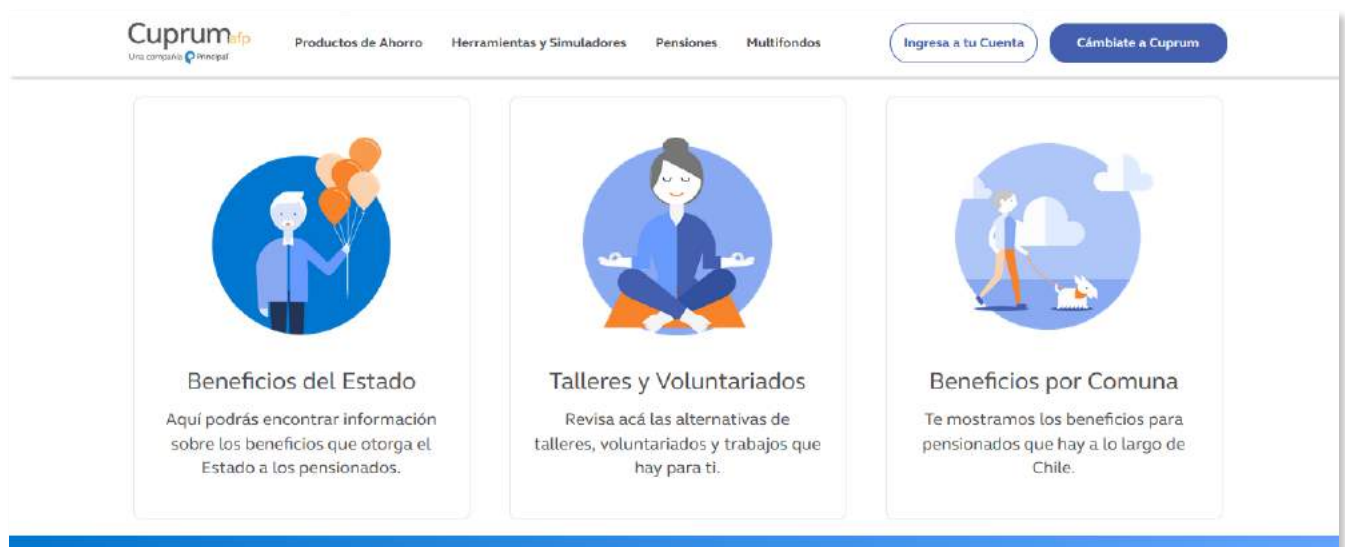 Cuprum afp
Una compañía Principal
Productos de Ahorro
Herramientas y Simuladores
Pensiones
Multifondos
Ingresa a tu Cuenta
Cámbiate a Cuprum
Beneficios del Estado
Aquí podrás encontrar información
sobre los beneficios que otorga el
Estado a los pensionados.
Talleres y Voluntariados
Revisa acá las alternativas de
talleres, voluntariados y trabajos que
hay para ti.
Beneficios por Comuna
Te mostramos los beneficios para
pensionados que hay a lo largo de
Chile.